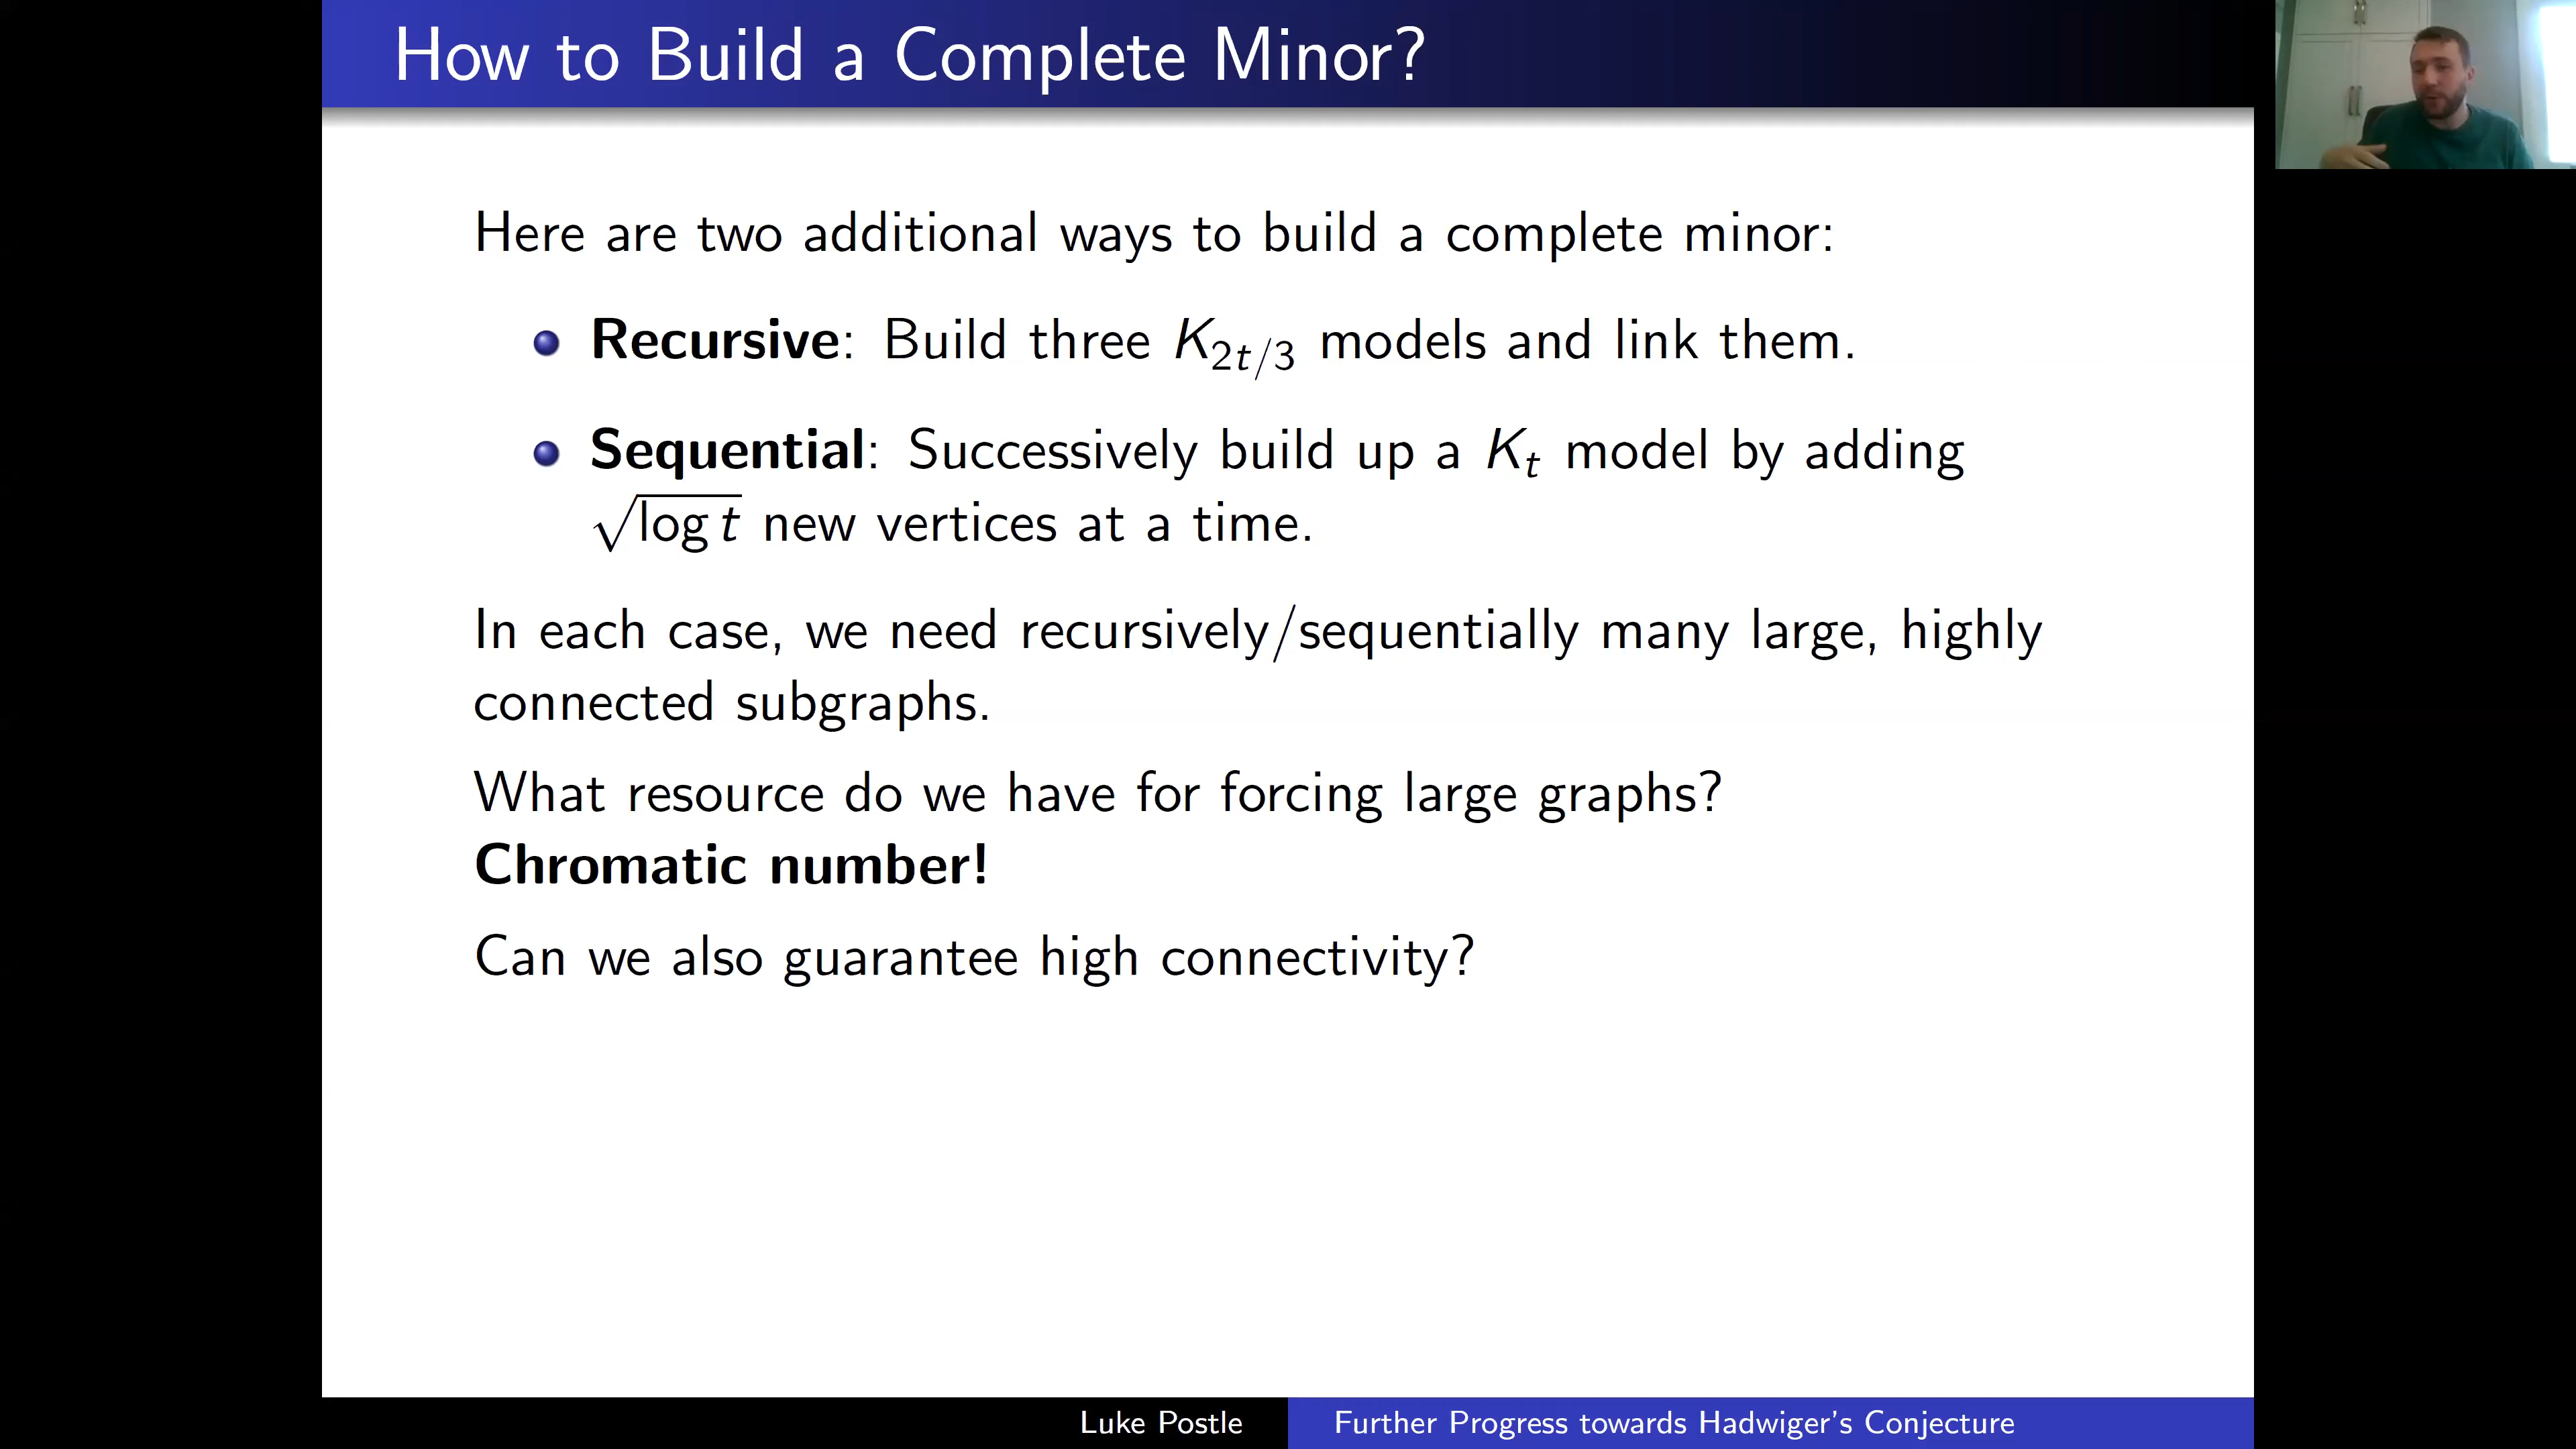 How to Build a Complete Minor?
Here are two additional ways to build a complete minor:
Recursive: Build three K_{2t/3} models and link them.
Sequential: Successively build up a K_t model by adding
√log t new vertices at a time.
In each case, we need recursively/sequentially many large, highly
connected subgraphs.
What resource do we have for forcing large graphs?
Chromatic number!
Can we also guarantee high connectivity?
Luke Postle
Further Progress towards Hadwiger's Conjecture